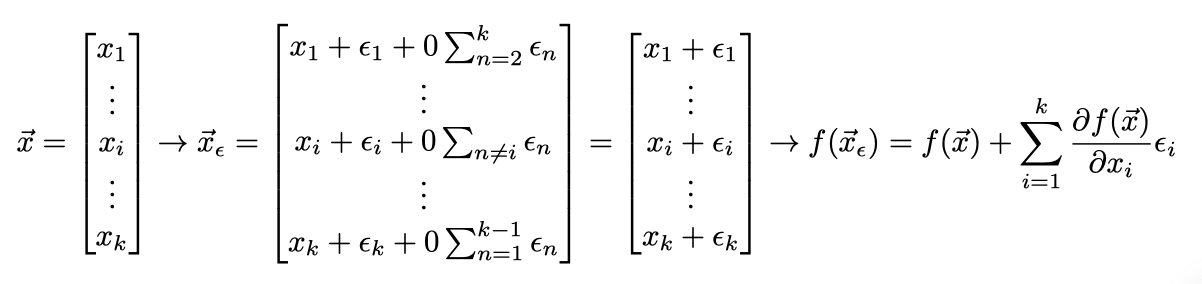 $\vec{x} = \begin{bmatrix} x_1 \\ \vdots \\ x_i \\ \vdots \\ x_k \end{bmatrix} \rightarrow \vec{x}_\epsilon = \begin{bmatrix} x_1 + \epsilon_1 + 0 \sum_{n=2}^{k} \epsilon_n \\ \vdots \\ x_i + \epsilon_i + 0 \sum_{n \neq i} \epsilon_n \\ \vdots \\ x_k + \epsilon_k + 0 \sum_{n=1}^{k-1} \epsilon_n \end{bmatrix} = \begin{bmatrix} x_1 + \epsilon_1 \\ \vdots \\ x_i + \epsilon_i \\ \vdots \\ x_k + \epsilon_k \end{bmatrix} \rightarrow f(\vec{x}_\epsilon) = f(\vec{x}) + \sum_{i=1}^{k} \frac{\partial f(\vec{x})}{\partial x_i} \epsilon_i$